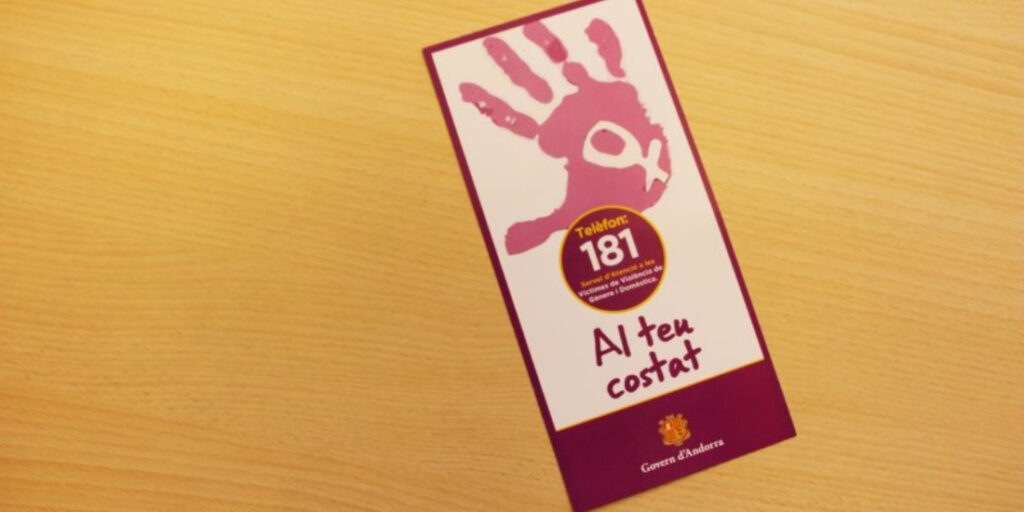 Telèfon:
181
Servei d'Atenció a les
Víctimes de Violència de
Gènere i Domèstica.
Al teu
costat
Govern d'Andorra